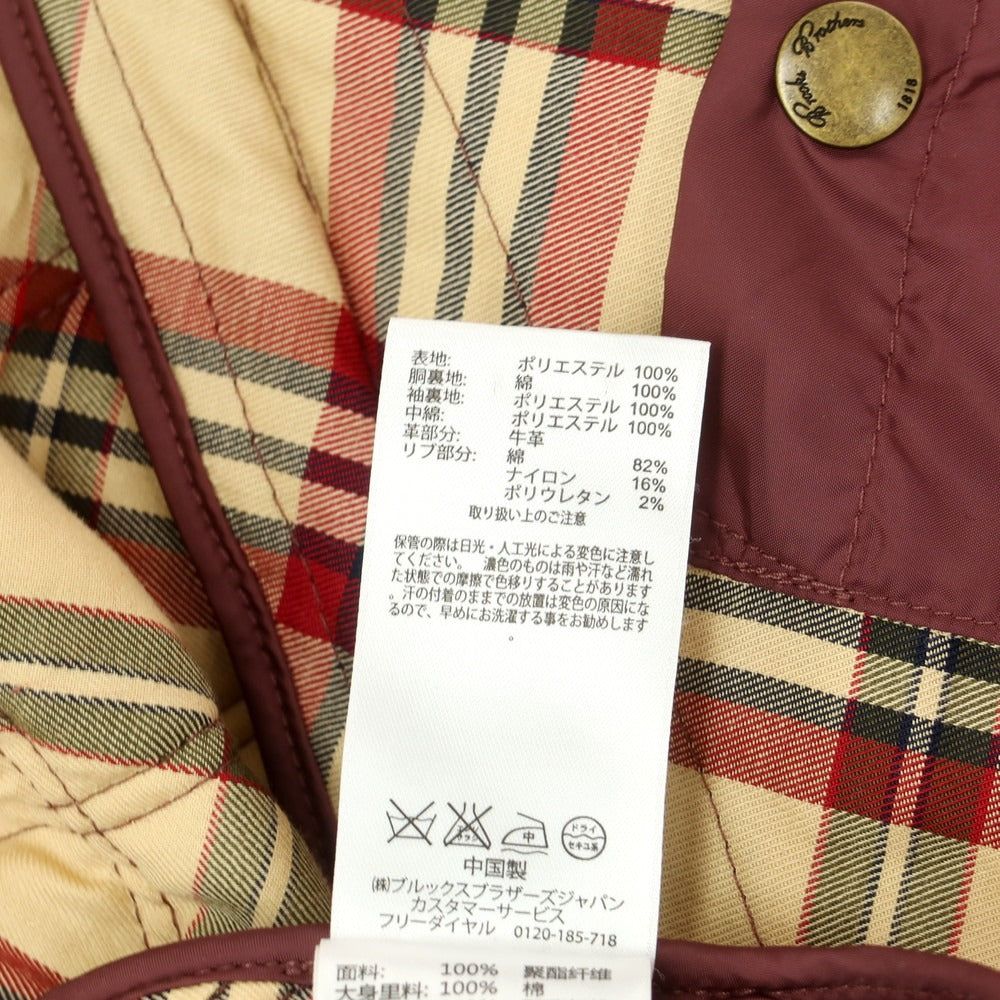 Brooks Brothers
1818
表地: ポリエステル 100%
胴裏地: 綿 100%
袖裏地: ポリエステル 100%
中綿: ポリエステル 100%
革部分: 牛革
リブ部分: 綿 82%
ナイロン 16%
ポリウレタン 2%
取り扱い上のご注意
保管の際は日光・人工光による変色に注意し
てください。 濃色のものは雨や汗など濡れ
た状態での摩擦で色移りすることがあります
。汗の付着のままでの放置は変色の原因にな
るので、早めにお洗濯する事をお勧めします
。
中 ドライ
セキユ系
中国製
㈱ブルックスブラザーズジャパン
カスタマーサービス
フリーダイヤル 0120-185-718
面料: 100% 聚酯纤维
大身里料: 100% 棉